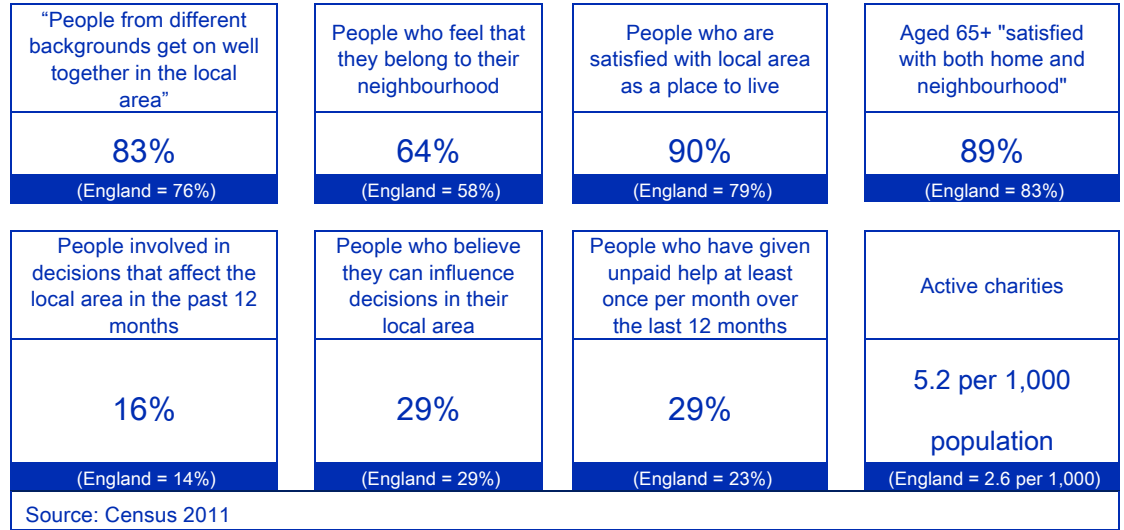 “People from different
backgrounds get on well
together in the local
area”
83%
(England = 76%)
People who feel that
they belong to their
neighbourhood
64%
(England = 58%)
People who are
satisfied with local area
as a place to live
90%
(England = 79%)
Aged 65+ "satisfied
with both home and
neighbourhood"
89%
(England = 83%)
People involved in
decisions that affect the
local area in the past 12
months
16%
(England = 14%)
People who believe
they can influence
decisions in their
local area
29%
(England = 29%)
People who have given
unpaid help at least
once per month over
the last 12 months
29%
(England = 23%)
Active charities
5.2 per 1,000
population
(England = 2.6 per 1,000)
Source: Census 2011